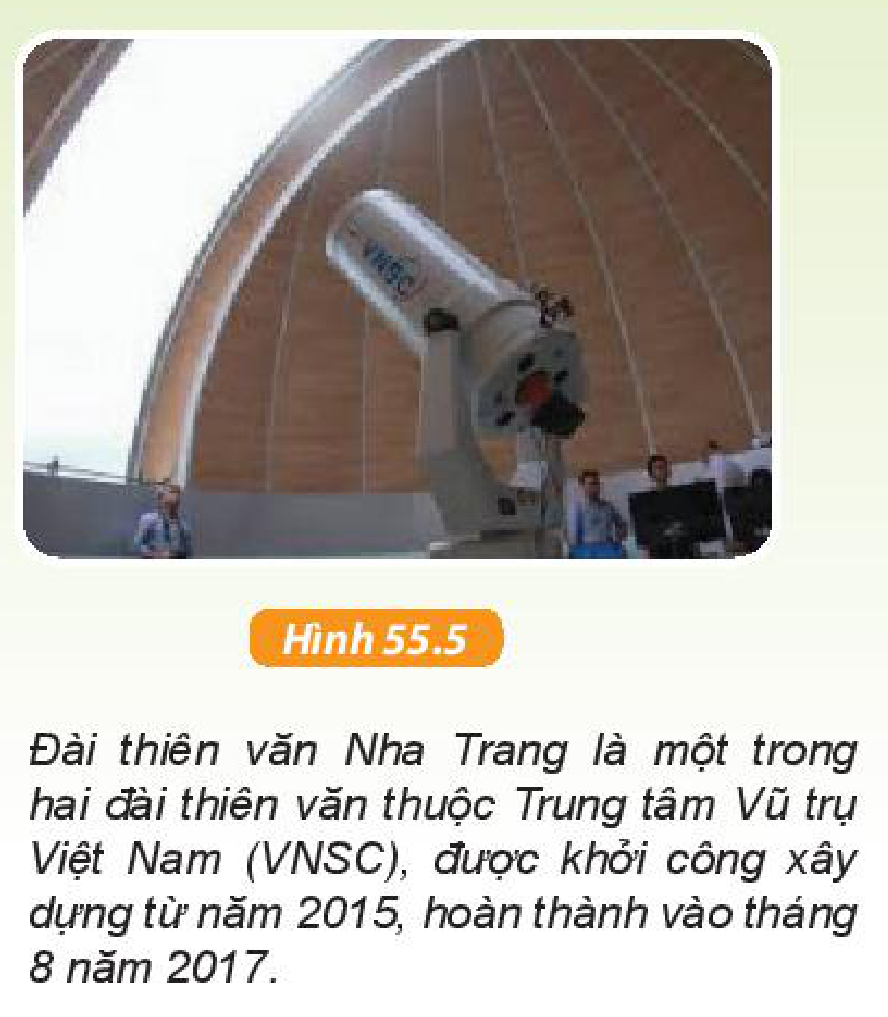 VNSC
Hình 55.5
Đài thiên văn Nha Trang là một trong
hai đài thiên văn thuộc Trung tâm Vũ trụ
Việt Nam (VNSC), được khởi công xây
dựng từ năm 2015, hoàn thành vào tháng
8 năm 2017.